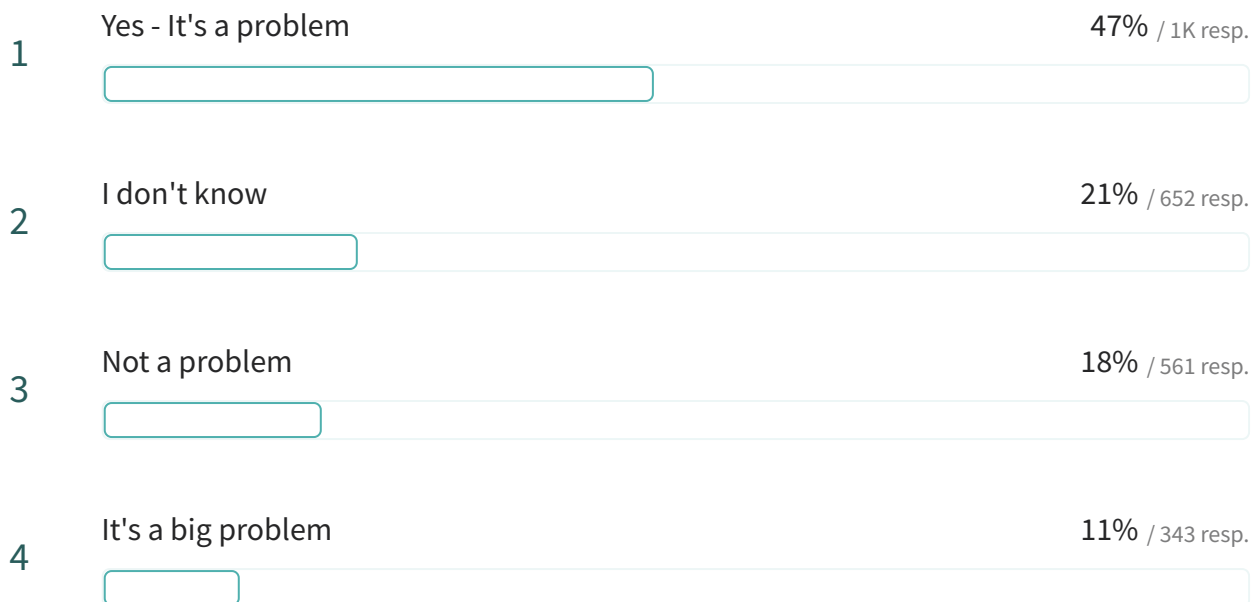 1 Yes - It's a problem 47% / 1K resp.
2 I don't know 21% / 652 resp.
3 Not a problem 18% / 561 resp.
4 It's a big problem 11% / 343 resp.